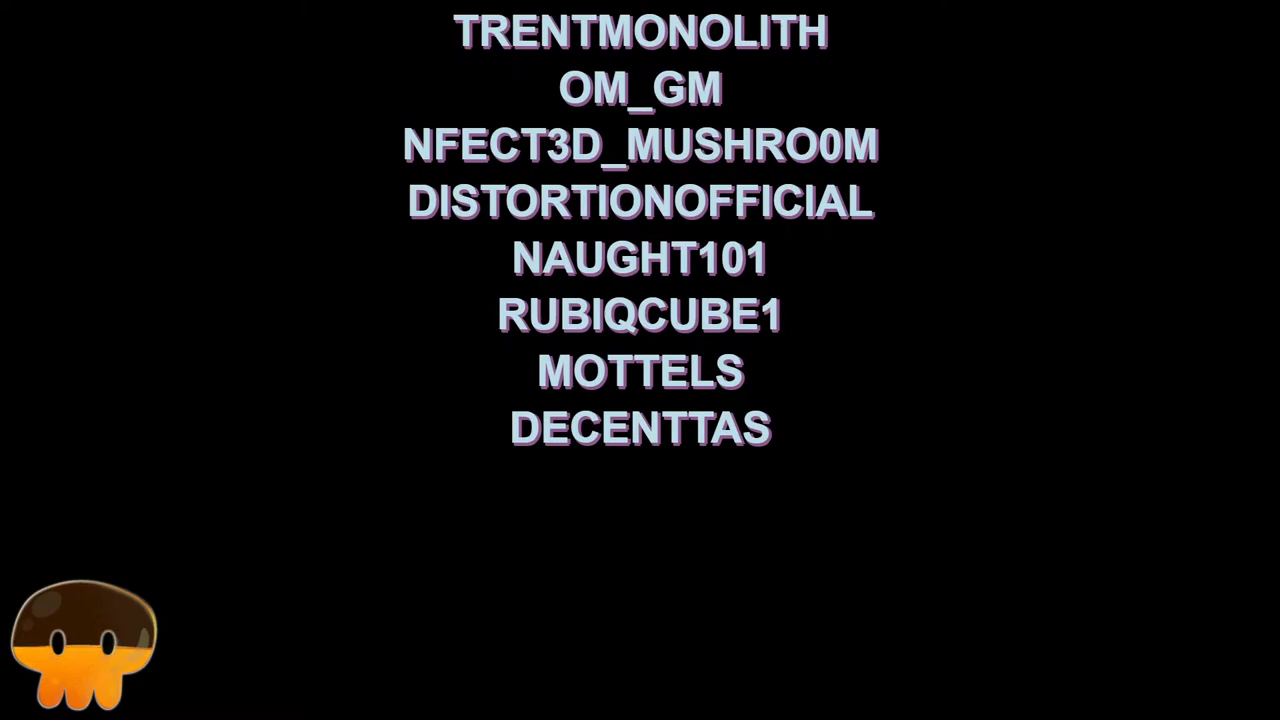 TRENTMONOLITH
OM_GM
NFECT3D_MUSHRO0M
DISTORTIONOFFICIAL
NAUGHT101
RUBIQCUBE1
MOTTELS
DECENTTAS